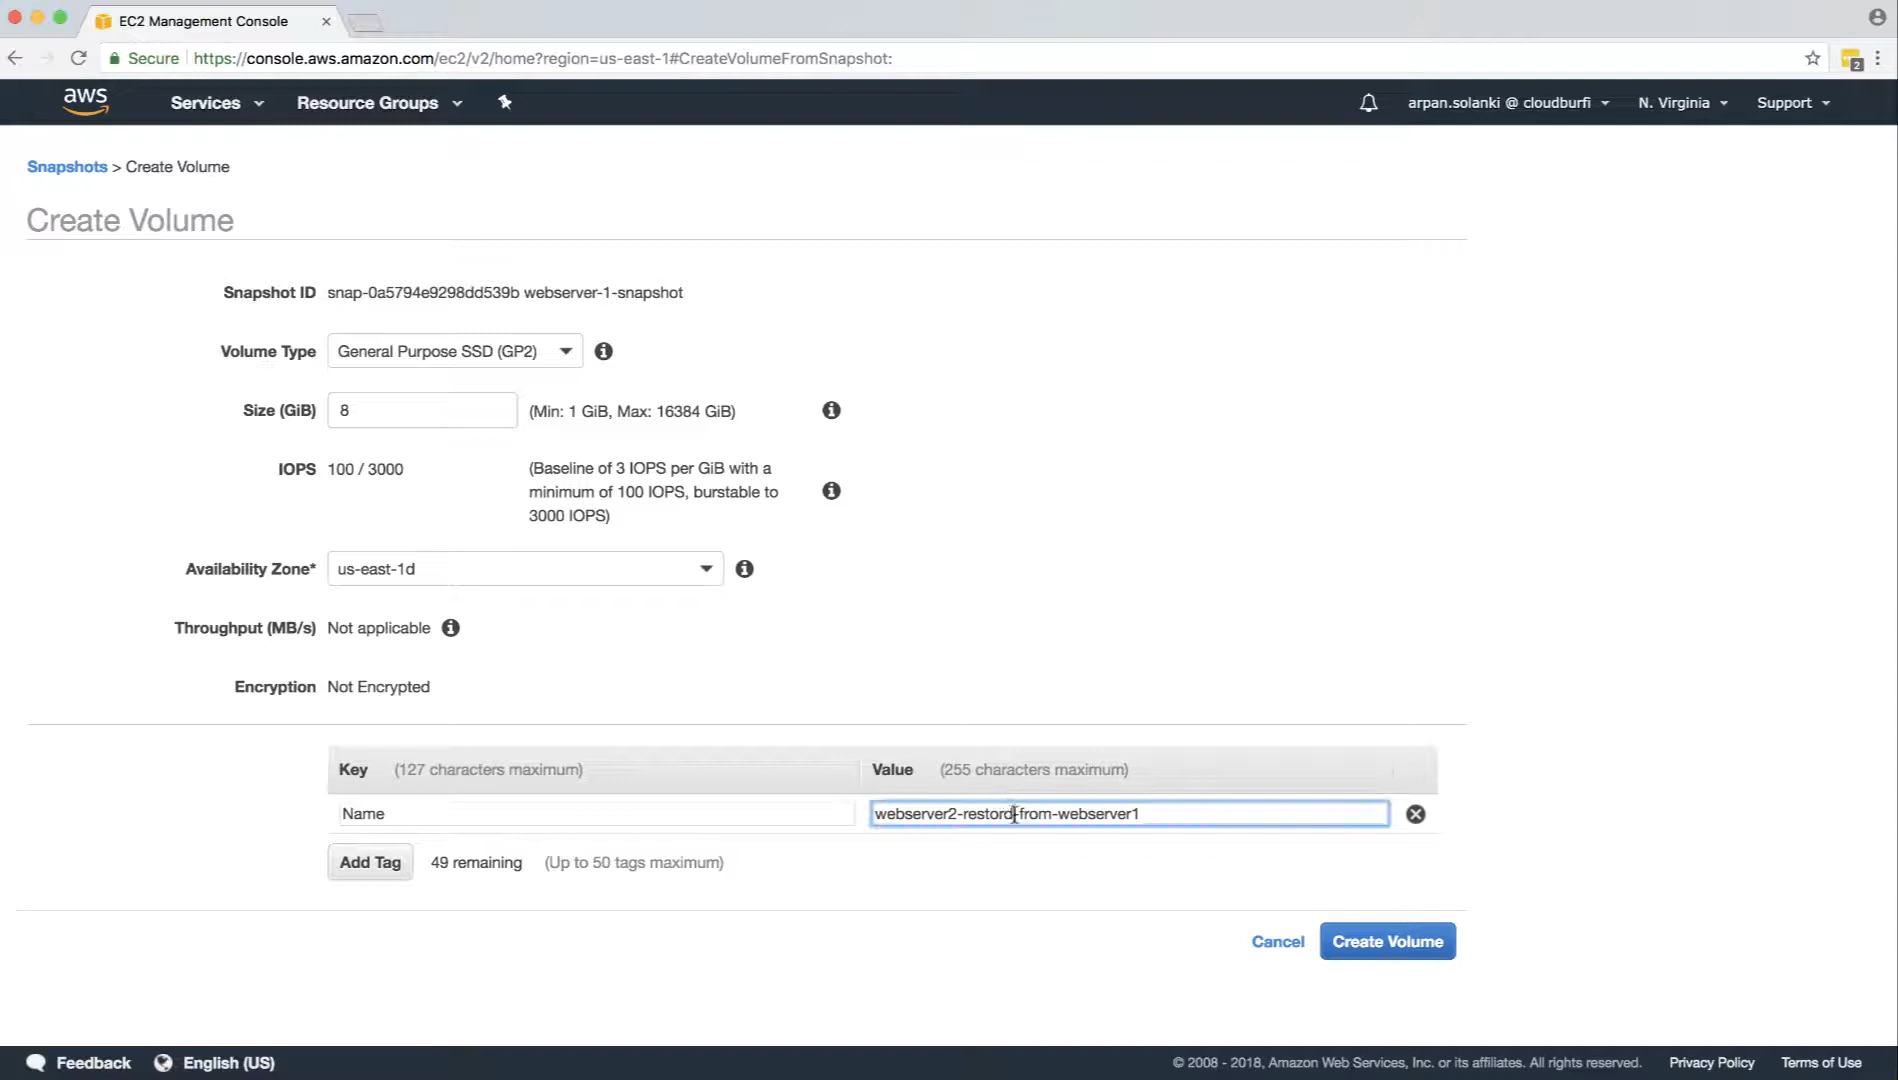 EC2 Management Console
Secure https://console.aws.amazon.com/ec2/v2/home?region=us-east-1#CreateVolumeFromSnapshot:
2
aws Services Resource Groups arpan.solanki @ cloudburfi N. Virginia Support
Snapshots > Create Volume
Create Volume
Snapshot ID snap-0a5794e9298dd539b webserver-1-snapshot
Volume Type General Purpose SSD (GP2)
Size (GiB) 8 (Min: 1 GiB, Max: 16384 GiB)
IOPS 100 / 3000 (Baseline of 3 IOPS per GiB with a
minimum of 100 IOPS, burstable to
3000 IOPS)
Availability Zone* us-east-1d
Throughput (MB/s) Not applicable
Encryption Not Encrypted
Key (127 characters maximum) Value (255 characters maximum)
Name webserver2-restord-from-webserver1
Add Tag 49 remaining (Up to 50 tags maximum)
Cancel Create Volume
Feedback English (US) © 2008 - 2018, Amazon Web Services, Inc. or its affiliates. All rights reserved. Privacy Policy Terms of Use